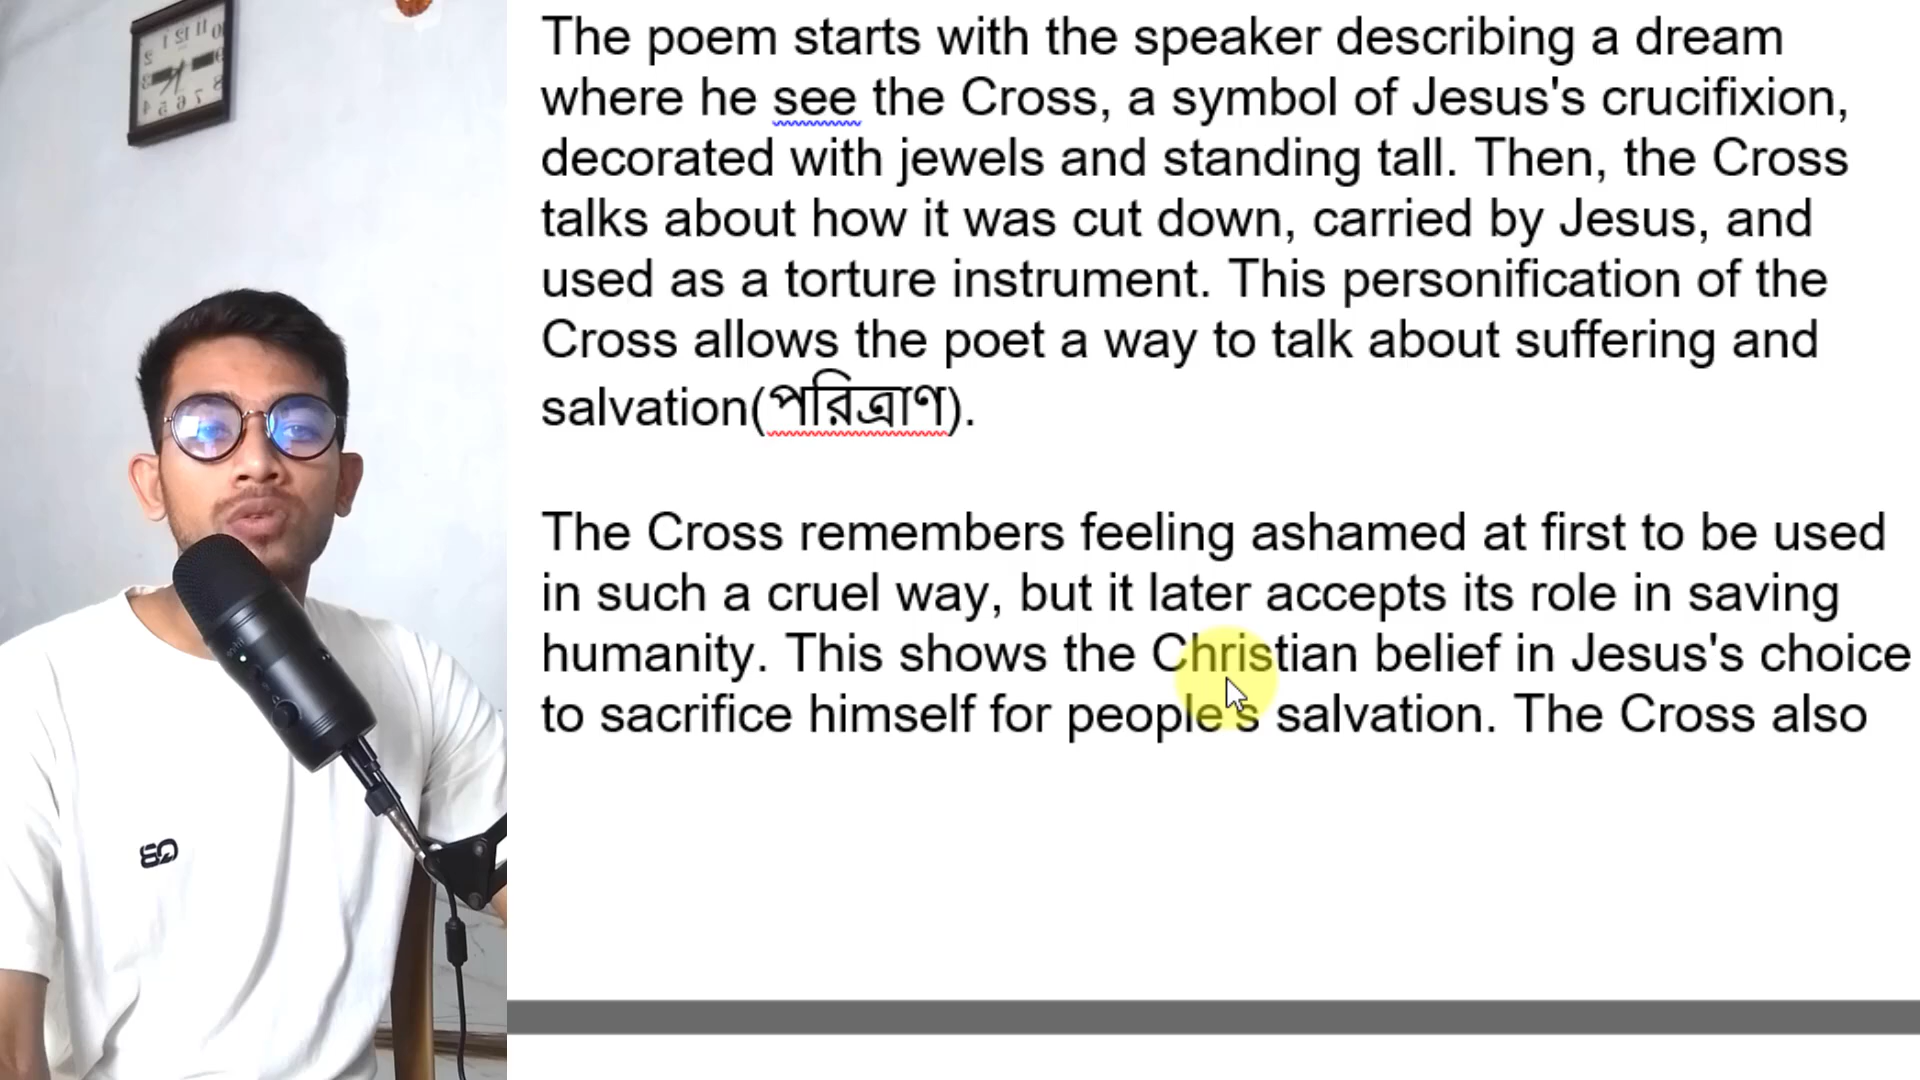 The poem starts with the speaker describing a dream
where he see the Cross, a symbol of Jesus's crucifixion,
decorated with jewels and standing tall. Then, the Cross
talks about how it was cut down, carried by Jesus, and
used as a torture instrument. This personification of the
Cross allows the poet a way to talk about suffering and
salvation(পরিত্রাণ).
The Cross remembers feeling ashamed at first to be used
in such a cruel way, but it later accepts its role in saving
humanity. This shows the Christian belief in Jesus's choice
to sacrifice himself for people's salvation. The Cross also